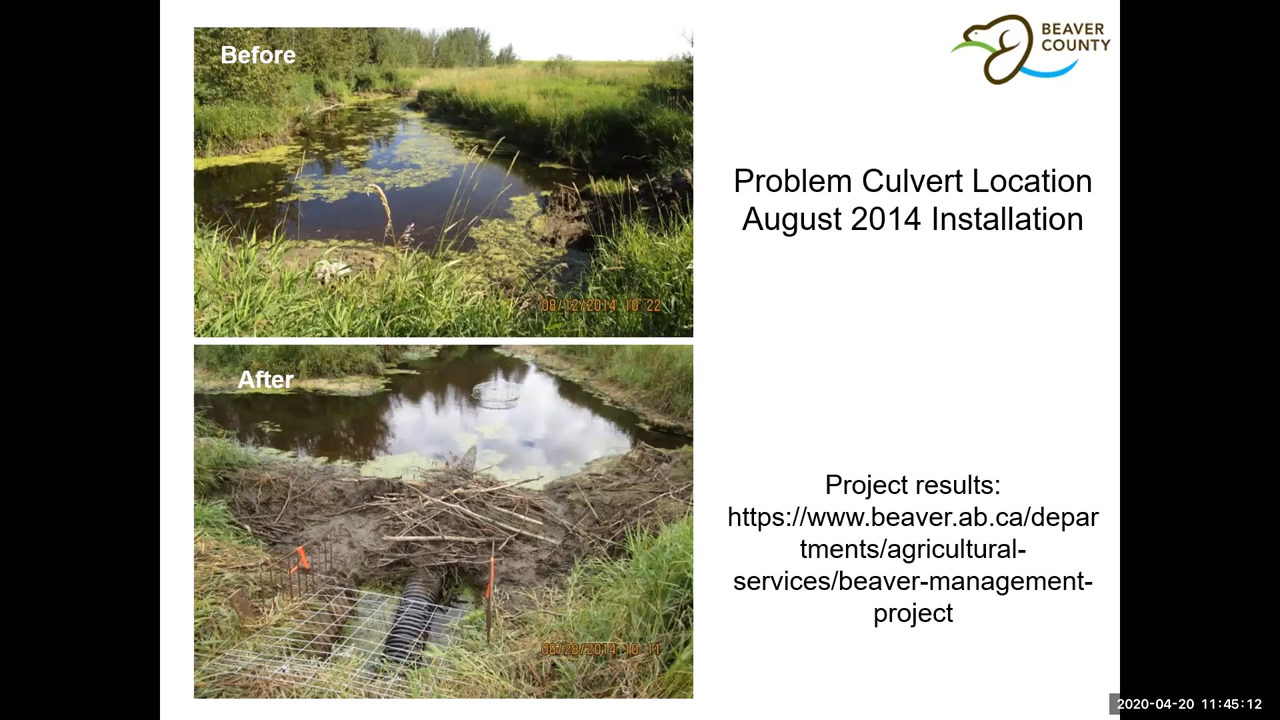 Before
08/12/2014 10:22
After
08/28/2014 10:11
BEAVER
COUNTY
Problem Culvert Location
August 2014 Installation
Project results:
https://www.beaver.ab.ca/depar
tments/agricultural-
services/beaver-management-
project
2020-04-20 11:45:12